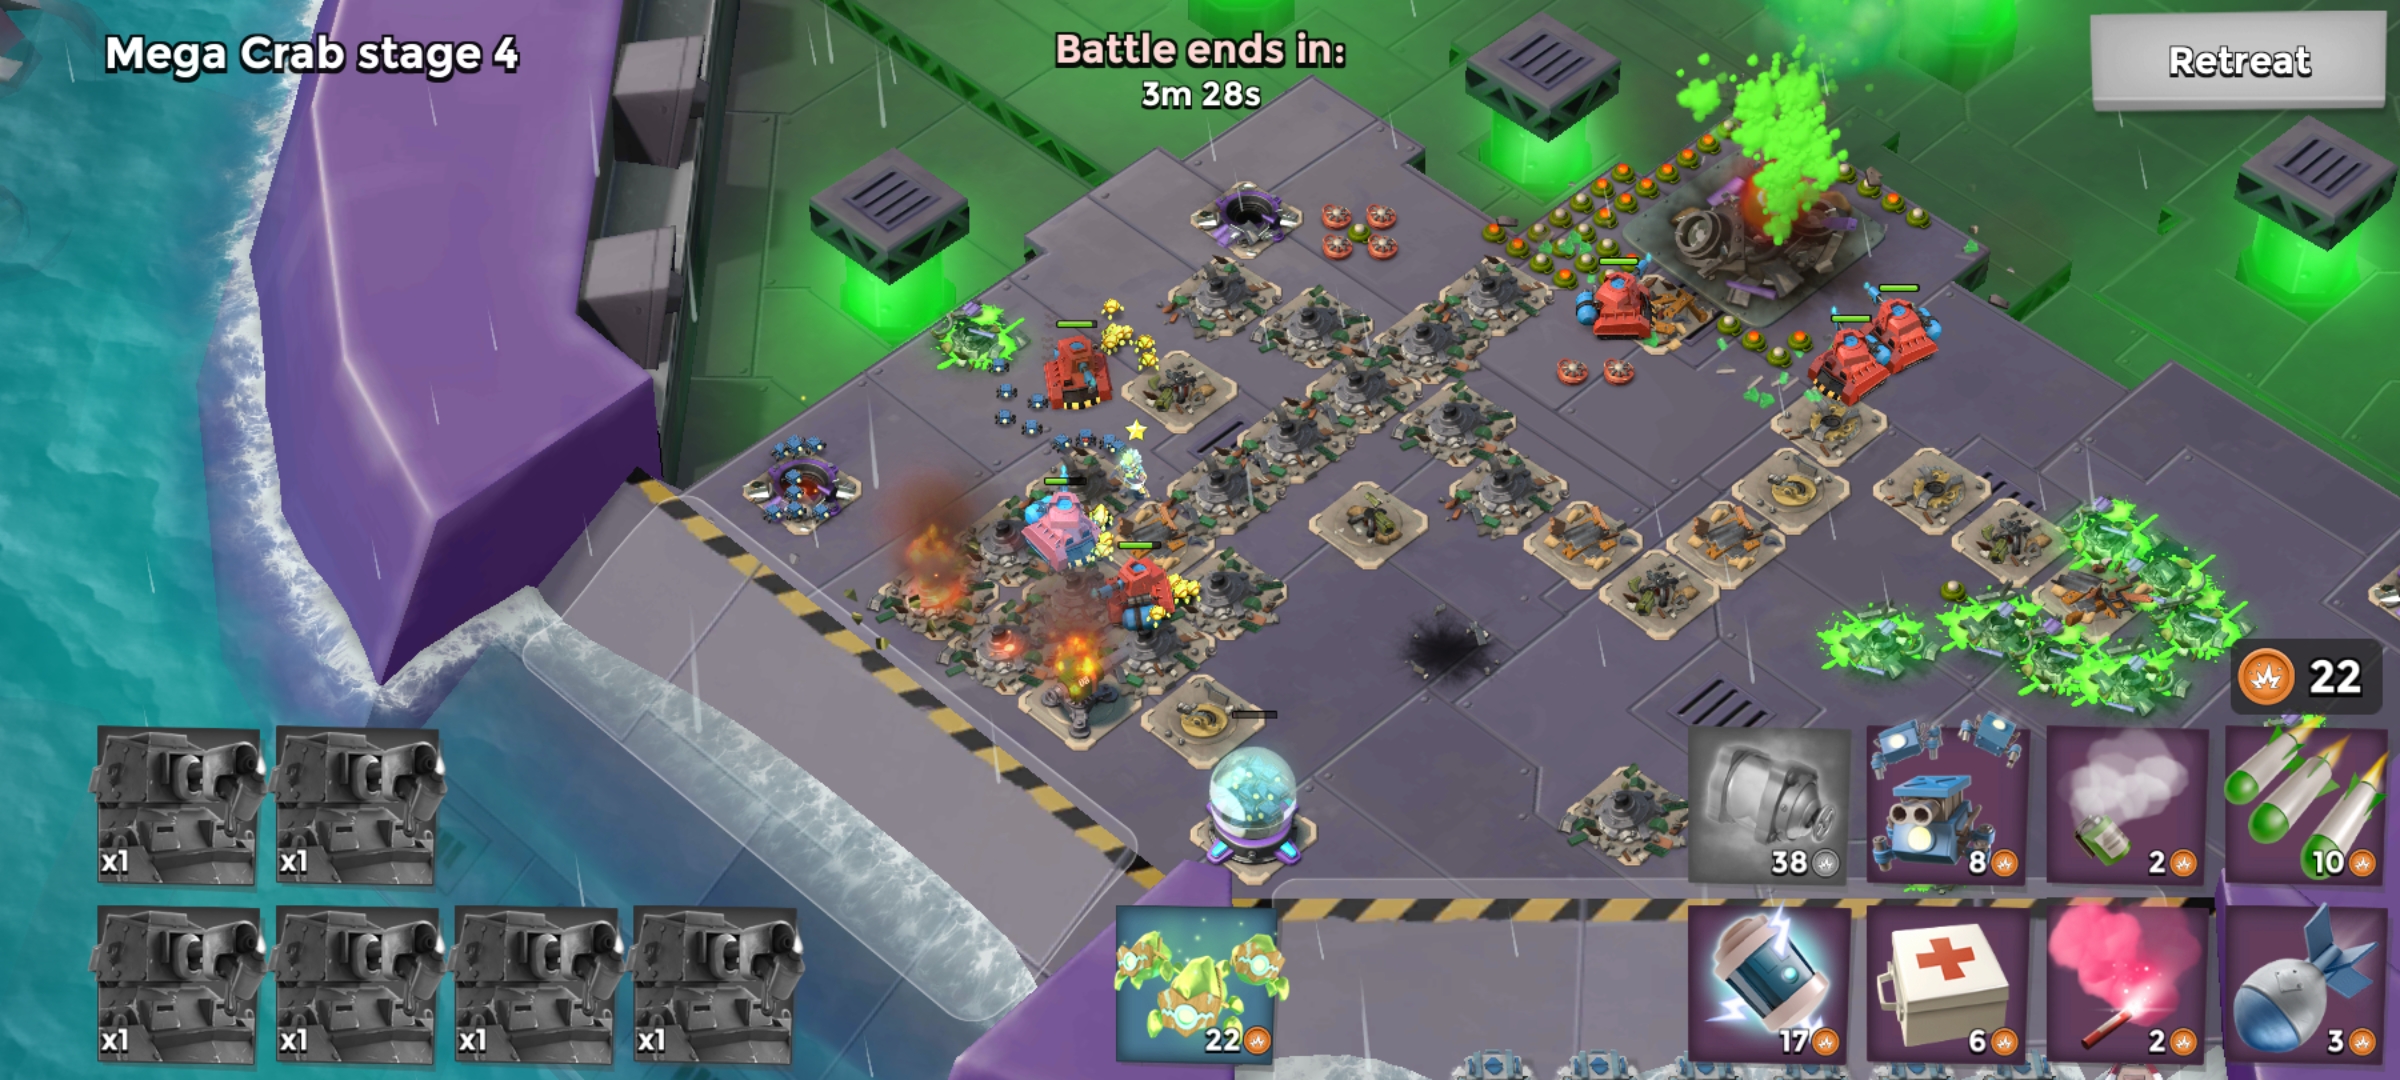 Mega Crab stage 4
Battle ends in:
3m 28s
Retreat
22
x1
x1
38
8
2
10
x1
x1
x1
x1
22
17
6
2
3